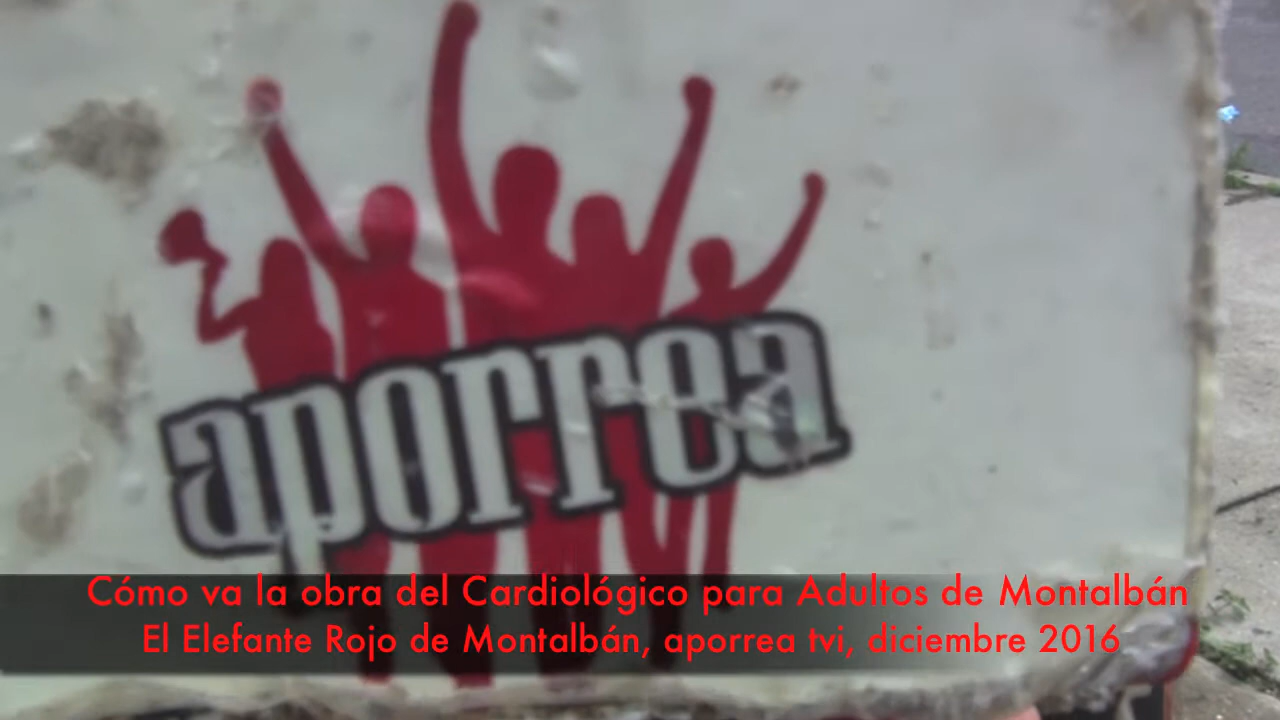 aporrea
Cómo va la obra del Cardiológico para Adultos de Montalbán
El Elefante Rojo de Montalbán, aporrea tvi, diciembre 2016